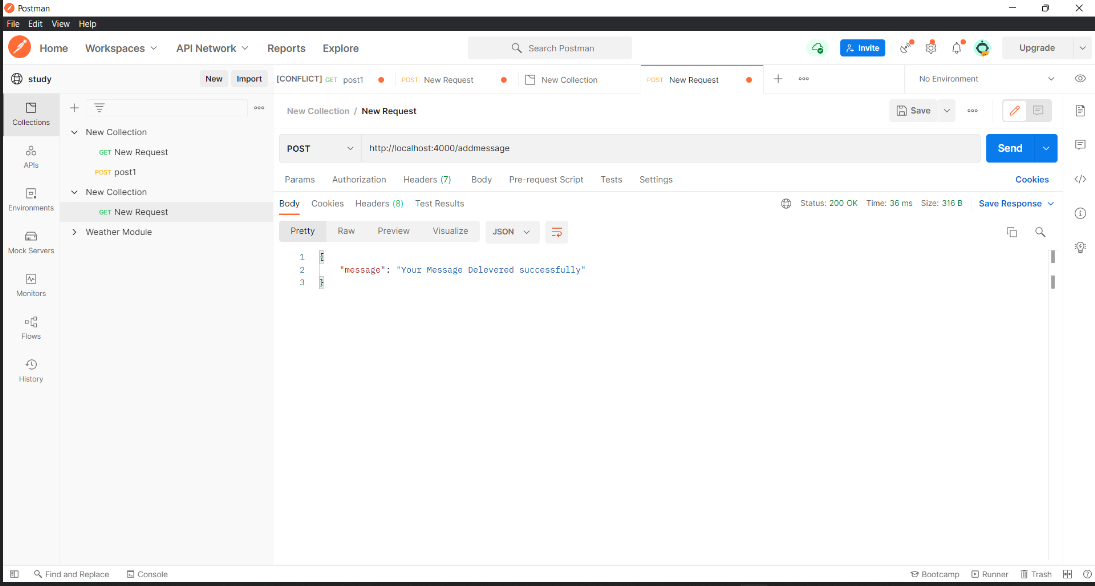 Postman
File Edit View Help
Home Workspaces API Network Reports Explore Search Postman Invite Upgrade
study New Import [CONFLICT] GET post1 POST New Request New Collection POST New Request No Environment
New Collection / New Request Save
Collections
New Collection
GET New Request
POST post1
New Collection
GET New Request
Weather Module
APIs
Environments
Mock Servers
Monitors
Flows
History
POST http://localhost:4000/addmessage Send
Params Authorization Headers (7) Body Pre-request Script Tests Settings Cookies
Body Cookies Headers (8) Test Results Status: 200 OK Time: 36 ms Size: 316 B Save Response
Pretty Raw Preview Visualize JSON
1 {
2 "message": "Your Message Delevered successfully"
3 }
Find and Replace Console Bootcamp Runner Trash